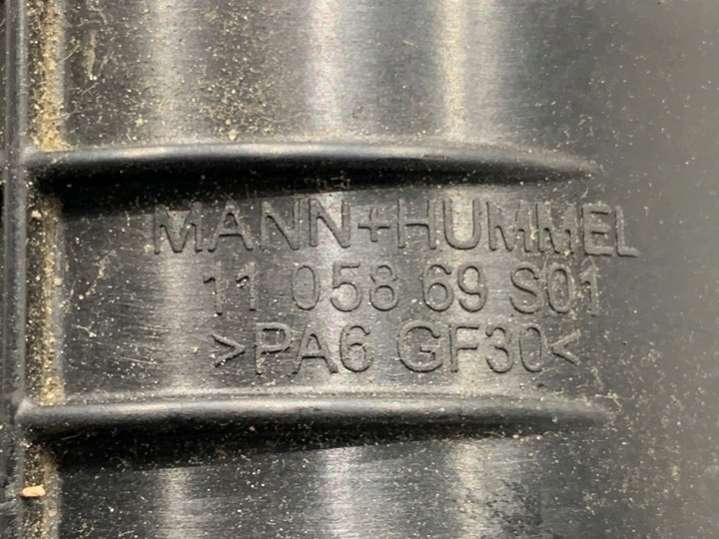 MANN+HUMMEL
11 058 69 S01
>PA6 GF30<